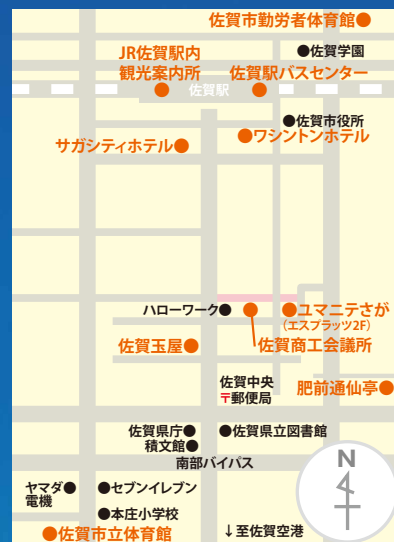 佐賀市勤労者体育館
佐賀学園
JR佐賀駅内
観光案内所
佐賀駅バスセンター
佐賀駅
佐賀市役所
ワシントンホテル
サガシティホテル
ハローワーク
ユマニテさが
(エスプラッツ2F)
佐賀商工会議所
佐賀玉屋
佐賀中央
〒郵便局
肥前通仙亭
佐賀県庁
積文館
佐賀県立図書館
南部バイパス
ヤマダ
電機
セブンイレブン
本庄小学校
佐賀市立体育館
↓至佐賀空港
N